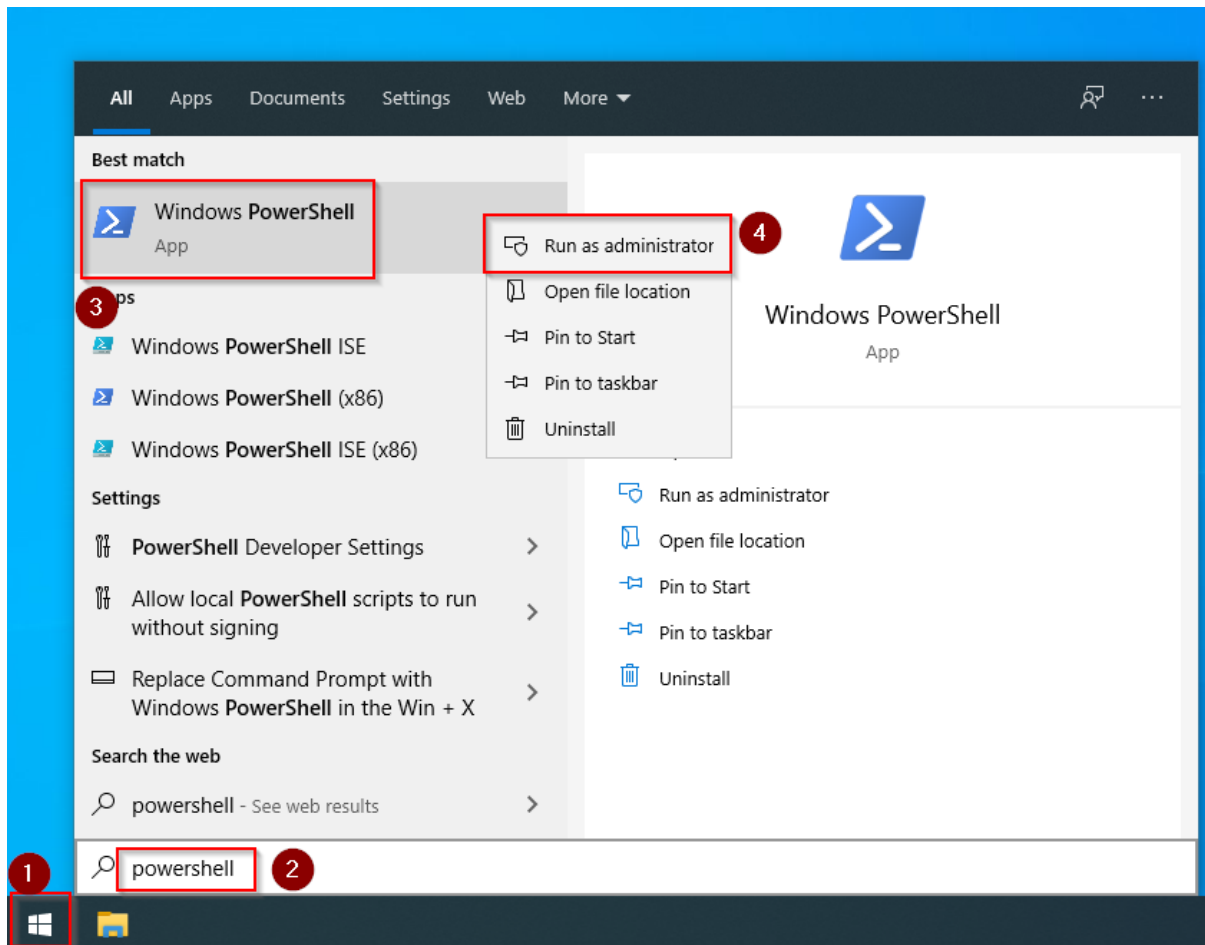 All Apps Documents Settings Web More
Best match
Windows PowerShell
App
Run as administrator
4
Open file location
Pin to Start
Pin to taskbar
Uninstall
3
ps
Windows PowerShell ISE
Windows PowerShell (x86)
Windows PowerShell ISE (x86)
Settings
PowerShell Developer Settings
Allow local PowerShell scripts to run
without signing
Replace Command Prompt with
Windows PowerShell in the Win + X
Search the web
powershell - See web results
Windows PowerShell
App
Run as administrator
Open file location
Pin to Start
Pin to taskbar
Uninstall
powershell
2
1